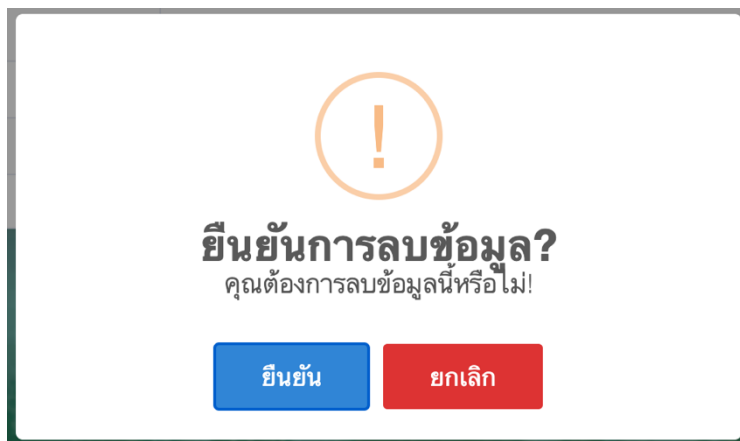 !
ยืนยันการลบข้อมูล?
คุณต้องการลบข้อมูลนี้หรือไม่!
ยืนยัน
ยกเลิก